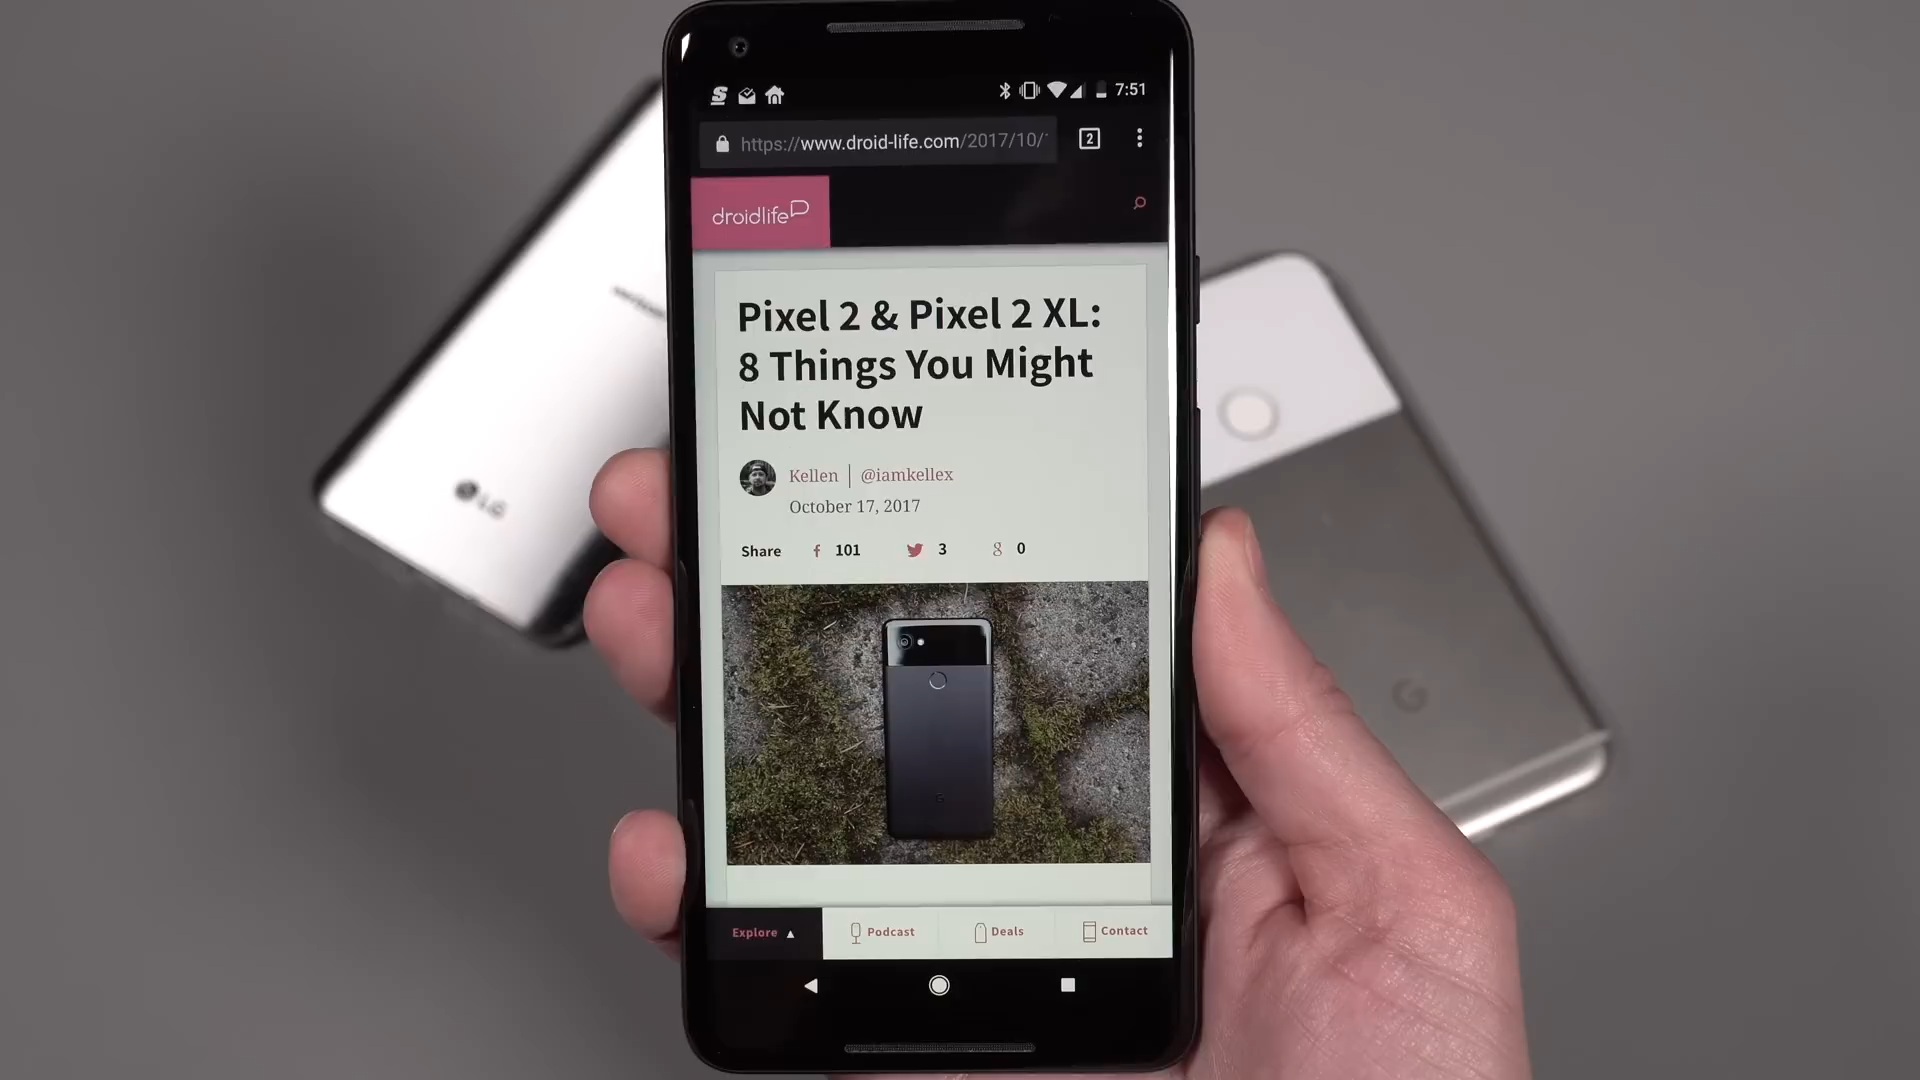 7:51
https://www.droid-life.com/2017/10/
2
droidlife
Pixel 2 & Pixel 2 XL:
8 Things You Might
Not Know
Kellen | @iamkellex
October 17, 2017
Share 101 3 0
Explore Podcast Deals Contact
LG
G